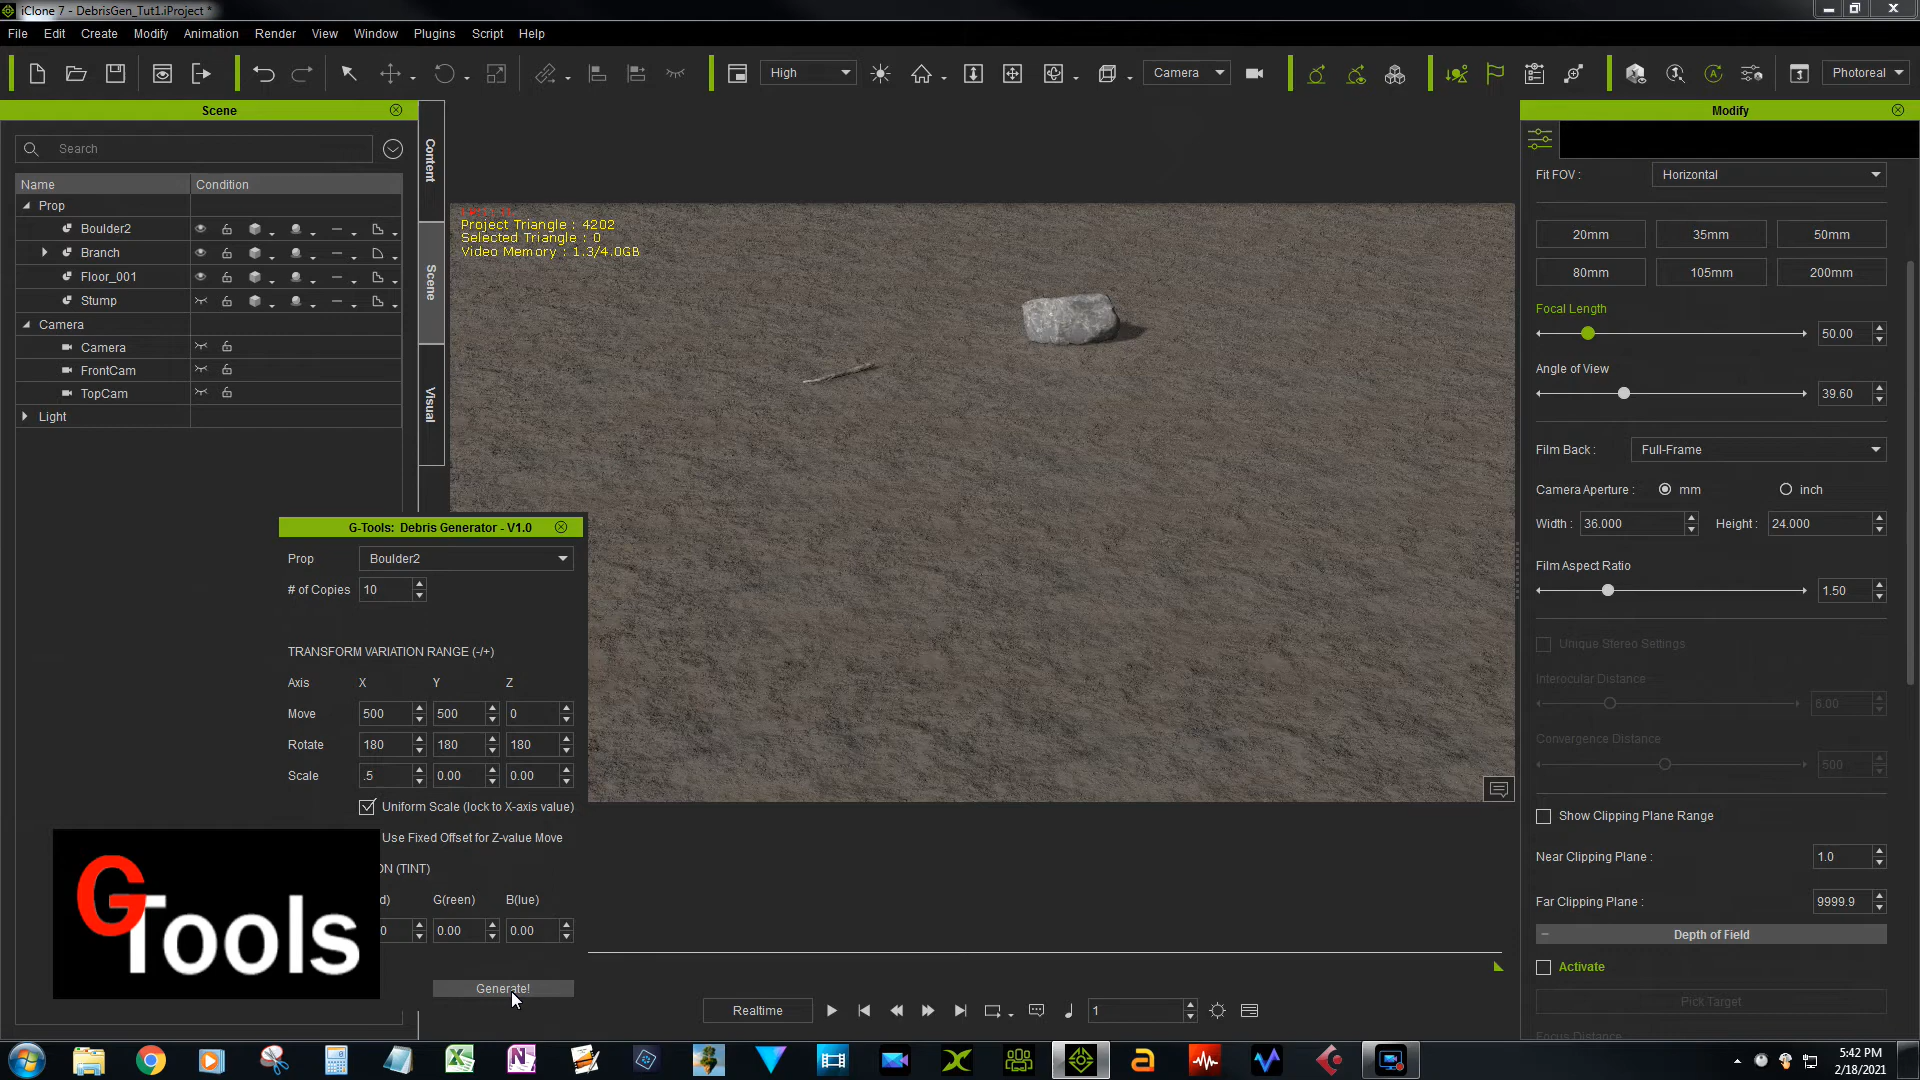 iClone 7 - DebrisGen_Tut1.iProject *
File Edit Create Modify Animation Render View Window Plugins Script Help
High Camera Photoreal
Scene
Search
Name Condition
Prop
Boulder2
Branch
Floor_001
Stump
Camera
Camera
FrontCam
TopCam
Light
Content
Scene
Visual
Project Triangle : 4202
Selected Triangle : 0
Video Memory : 1.3/4.0GB
G-Tools: Debris Generator - V1.0
Prop Boulder2
# of Copies 10
TRANSFORM VARIATION RANGE (-/+)
Axis X Y Z
Move 500 500 0
Rotate 180 180 180
Scale .5 0.00 0.00
Uniform Scale (lock to X-axis value)
Use Fixed Offset for Z-value Move
ON (TINT)
d) G(reen) B(lue)
0 0.00 0.00
Generate!
G Tools
Realtime 1
Modify
Fit FOV : Horizontal
20mm 35mm 50mm
80mm 105mm 200mm
Focal Length
50.00
Angle of View
39.60
Film Back : Full-Frame
Camera Aperture : mm inch
Width : 36.000 Height : 24.000
Film Aspect Ratio
1.50
Unique Stereo Settings
Interocular Distance
6.00
Convergence Distance
500
Show Clipping Plane Range
Near Clipping Plane : 1.0
Far Clipping Plane : 9999.9
Depth of Field
Activate
Pick Target
Focus Distance
5:42 PM
2/18/2021